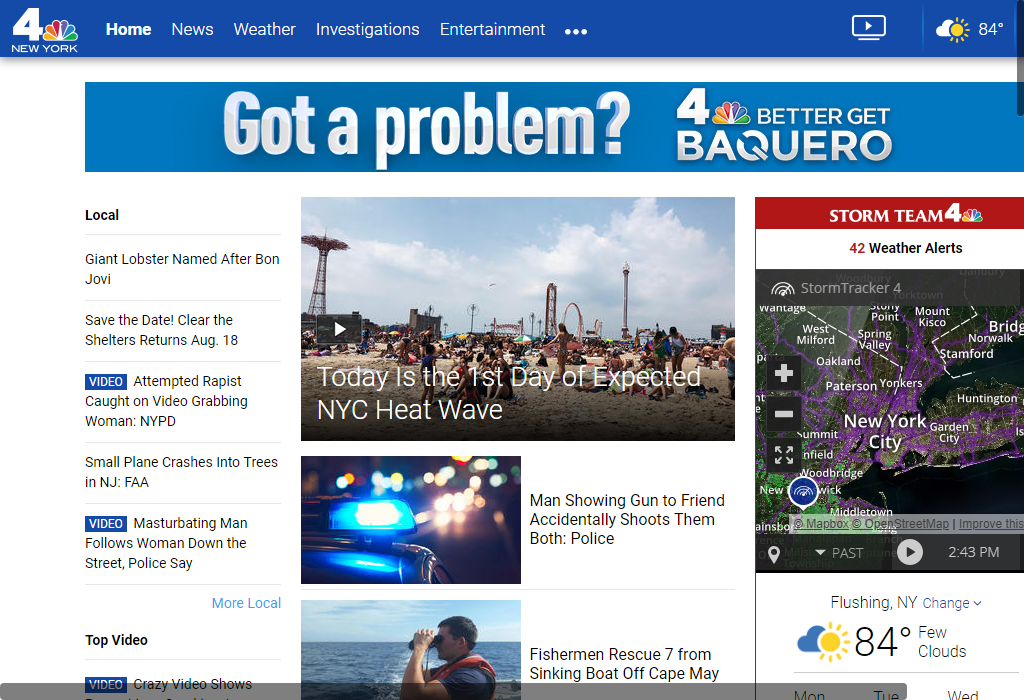 4
NEW YORK
Home News Weather Investigations Entertainment
84°
Got a problem?
4 BETTER GET
BAQUERO
Local
Giant Lobster Named After Bon
Jovi
Save the Date! Clear the
Shelters Returns Aug. 18
VIDEO Attempted Rapist
Caught on Video Grabbing
Woman: NYPD
Small Plane Crashes Into Trees
in NJ: FAA
VIDEO Masturbating Man
Follows Woman Down the
Street, Police Say
More Local
Top Video
VIDEO Crazy Video Shows
Today Is the 1st Day of Expected
NYC Heat Wave
Man Showing Gun to Friend
Accidentally Shoots Them
Both: Police
Fishermen Rescue 7 from
Sinking Boat Off Cape May
STORM TEAM 4
42 Weather Alerts
StormTracker 4
Danbury
Woodbury
Yorktown
Wantage
Stony
Point
Mount
Kisco
Bridg
West
Milford
Spring
Valley
Norwalk
Stamford
Oakland
Paterson Yonkers
Huntington
New York
City
Garden
City
Is
Summit
nfield
Woodbridge
New wick
Middletown
ainsbo
© Mapbox © OpenStreetMap | Improve this
PAST
2:43 PM
Flushing, NY Change
84° Few
Clouds
Mon Tue Wed